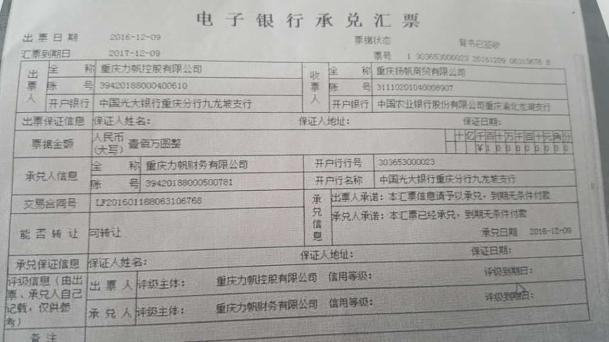 电子银行承兑汇票
出票日期 2016-12-09 票据状态 背书已签收
汇票到期日 2017-12-09 票号 1 303653000023 20161209
出票人 全称 重庆力帆控股有限公司 收票人 全称 重庆扬帆商贸有限公司
账号 39420188000400610 账号 31110201040008907
开户银行 中国光大银行重庆分行九龙坡支行 开户银行 中国农业银行股份有限公司重庆渝北龙湖支行
出票保证信息 保证人姓名: 保证人地址: 保证日期:
票据金额 人民币(大写) 壹佰万圆整 十亿千百十万千百十元角分
¥100000000
承兑人信息 全称 重庆力帆财务有限公司 开户行行号 303653000023
账号 39420188000500781 开户行名称 中国光大银行重庆分行九龙坡支行
交易合同号 LF201601188063106768 承兑信息 出票人承诺: 本汇票信息请予以承兑, 到期无条件付款
能否转让 可转让 承兑人承诺: 本汇票已经承兑, 到期无条件付款
承兑日期 2016-12-09
承兑保证信息 保证人姓名: 保证人地址: 保证日期:
评级信息(由出票、承兑人自己记载, 仅供参考) 出票人 评级主体: 重庆力帆控股有限公司 信用等级: 评级到期日:
承兑人 评级主体: 重庆力帆财务有限公司 信用等级: 评级到期日:
备注